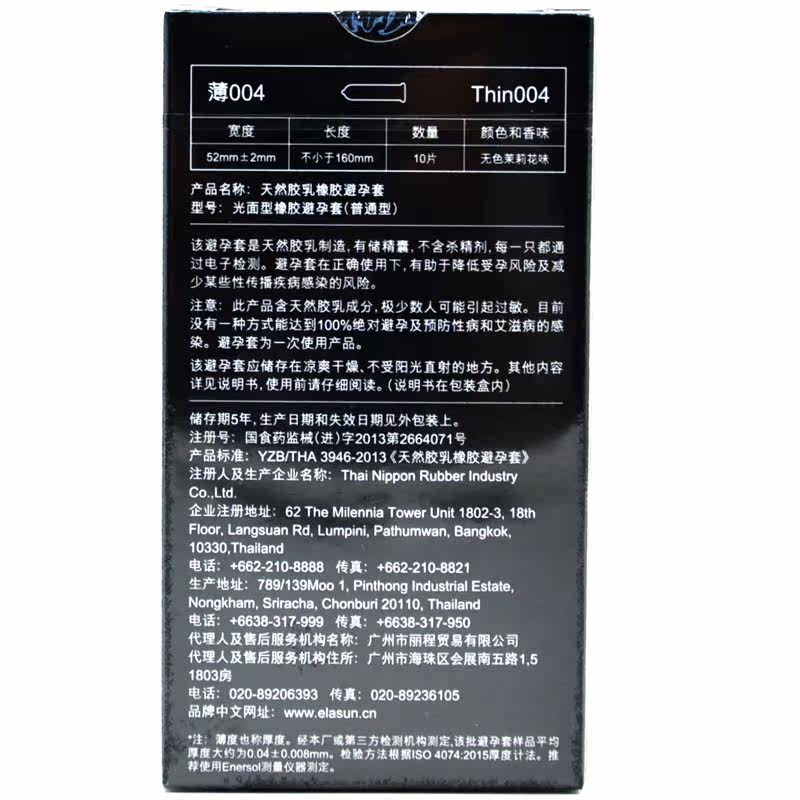 薄004 Thin004
宽度 长度 数量 颜色和香味
52mm±2mm 不小于160mm 10片 无色茉莉花味
产品名称：天然胶乳橡胶避孕套
型号：光面型橡胶避孕套(普通型)
该避孕套是天然胶乳制造，有储精囊，不含杀精剂，每一只都通
过电子检测。避孕套在正确使用下，有助于降低受孕风险及减
少某些性传播疾病感染的风险。
注意：此产品含天然胶乳成分，极少数人可能引起过敏。目前
没有一种方式能达到100%绝对避孕及预防性病和艾滋病的感
染。避孕套为一次使用产品。
该避孕套应储存在凉爽干燥、不受阳光直射的地方。其他内容
详见说明书，使用前请仔细阅读。（说明书在包装盒内）
储存期5年，生产日期和失效日期见外包装上。
注册号：国食药监械（进）字2013第2664071号
产品标准：YZB/THA 3946-2013《天然胶乳橡胶避孕套》
注册人及生产企业名称：Thai Nippon Rubber Industry
Co.,Ltd.
企业注册地址：62 The Milennia Tower Unit 1802-3, 18th
Floor, Langsuan Rd, Lumpini, Pathumwan, Bangkok,
10330,Thailand
电话：+662-210-8888 传真：+662-210-8821
生产地址：789/139Moo 1, Pinthong Industrial Estate,
Nongkham, Sriracha, Chonburi 20110, Thailand
电话：+6638-317-999 传真：+6638-317-950
代理人及售后服务机构名称：广州市丽程贸易有限公司
代理人及售后服务机构住所：广州市海珠区会展南五路1,5
1803房
电话：020-89206393 传真：020-89236105
品牌中文网址：www.elasun.cn
*注：薄度也称厚度。经本厂或第三方检测机构测定，该批避孕套样品平均
厚度大约为0.04±0.008mm。检验方法根据ISO 4074:2015厚度计法。推
荐使用Enersol测量仪器测定。